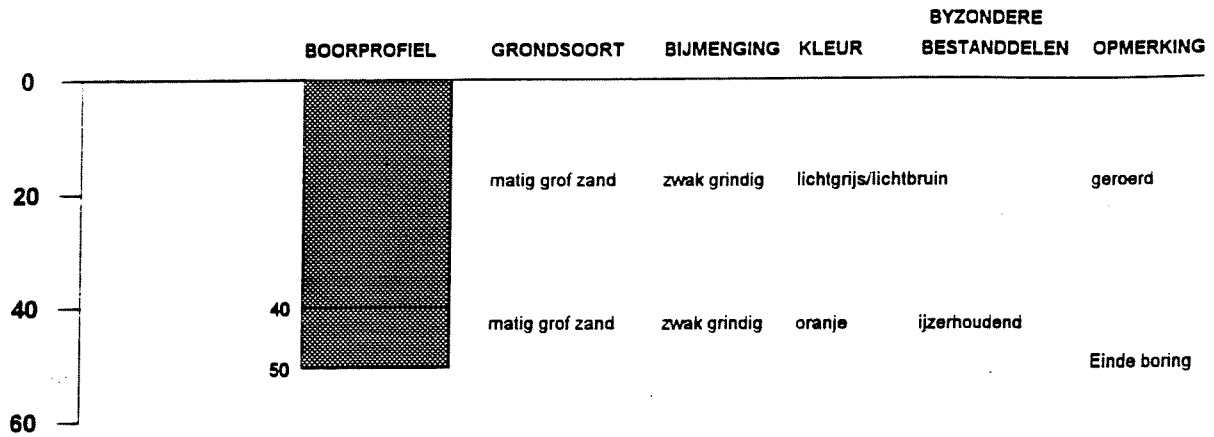 BYZONDERE
BOORPROFIEL GRONDSOORT BIJMENGING KLEUR BESTANDDELEN OPMERKING
0
matig grof zand zwak grindig lichtgrijs/lichtbruin geroerd
20
40 40
matig grof zand zwak grindig oranje ijzerhoudend
Einde boring
50
60